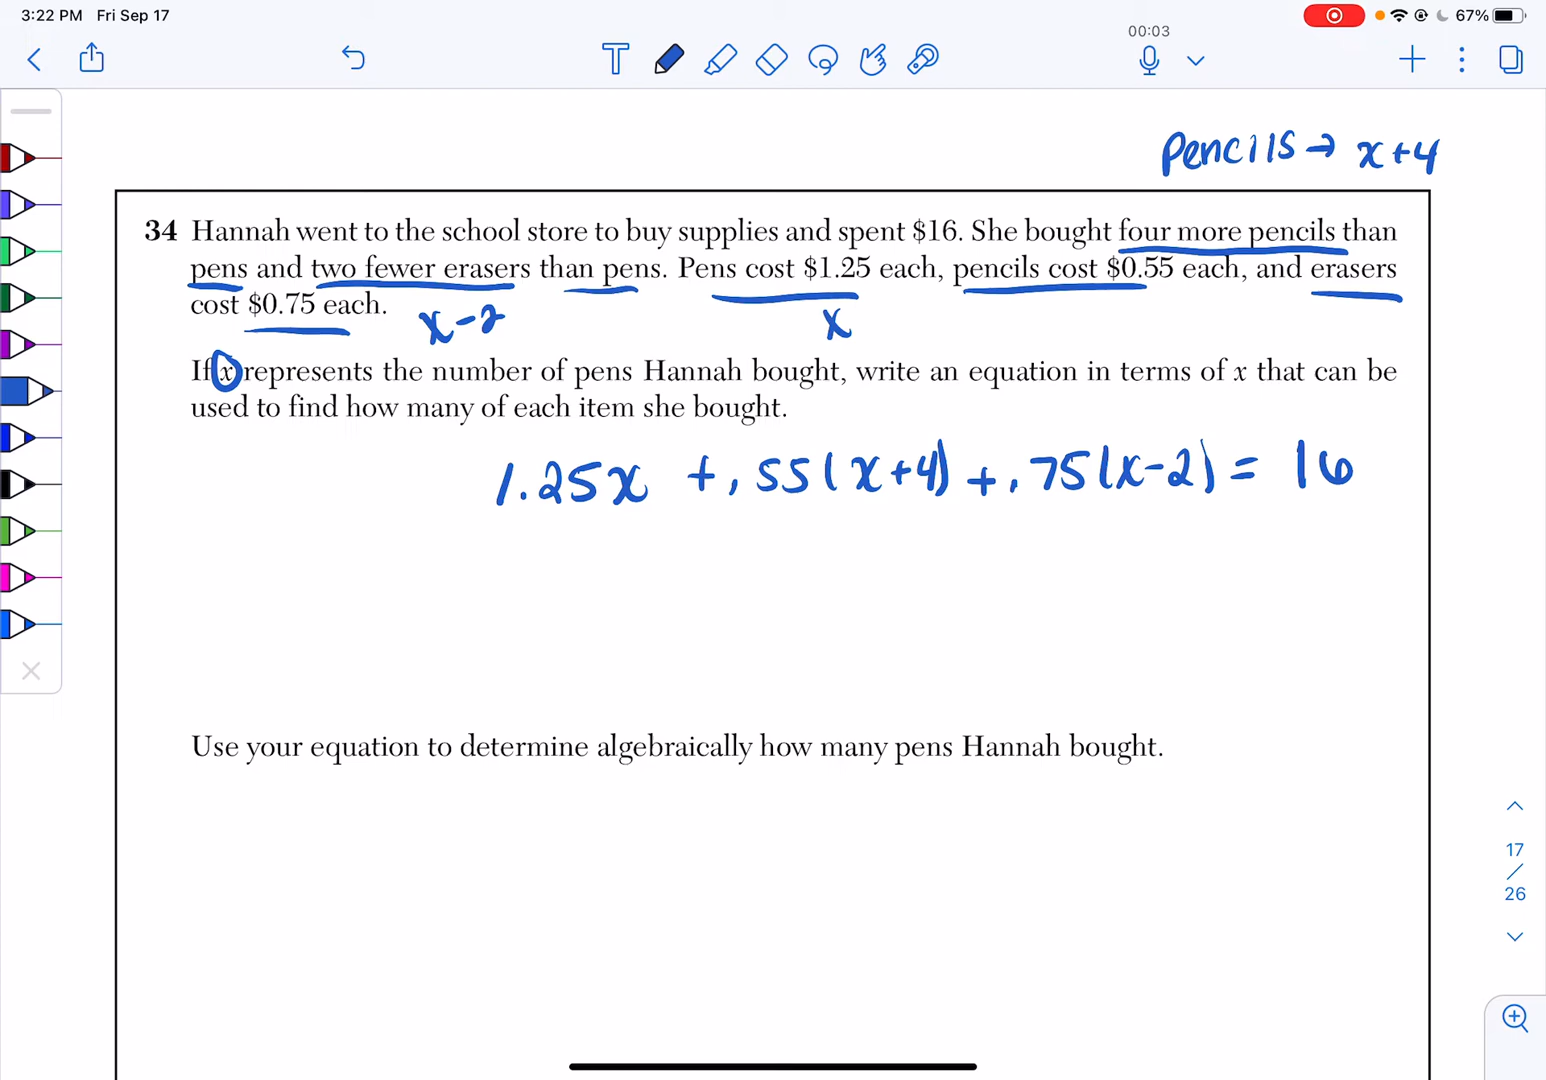 3:22 PM Fri Sep 17
67%
00:03
T
Pencils → x+4
34 Hannah went to the school store to buy supplies and spent $16. She bought four more pencils than
pens and two fewer erasers than pens. Pens cost $1.25 each, pencils cost $0.55 each, and erasers
cost $0.75 each.
x-2
x
If x represents the number of pens Hannah bought, write an equation in terms of x that can be
used to find how many of each item she bought.
1.25x + .55(x+4) + .75(x-2) = 16
Use your equation to determine algebraically how many pens Hannah bought.
17
/
26